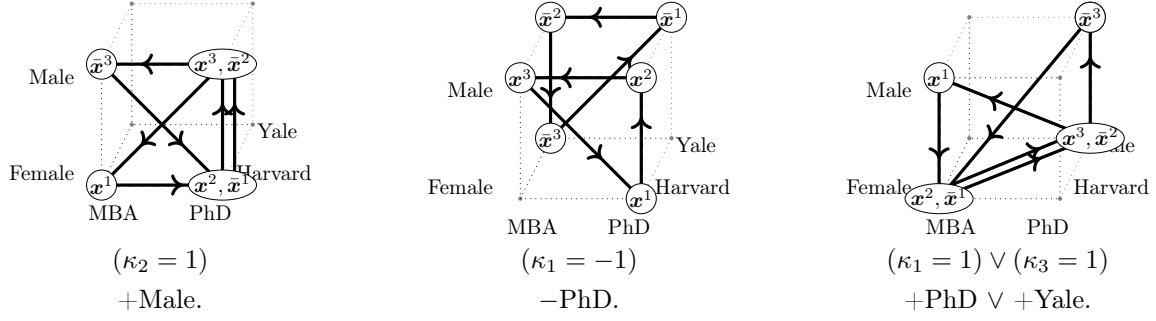 x̄³ x³, x̄²
Male
Yale
Female
Harvard
x¹ x², x̄¹
MBA PhD
(κ₂ = 1)
+Male.
x̄² x̄¹
x³ x²
Male
x̄³
Yale
Female
Harvard
x¹
MBA PhD
(κ₁ = −1)
−PhD.
x̄³
x¹
Male
x³, x̄²
ale
Female
Harvard
x², x̄¹
MBA PhD
(κ₁ = 1) ∨ (κ₃ = 1)
+PhD ∨ +Yale.